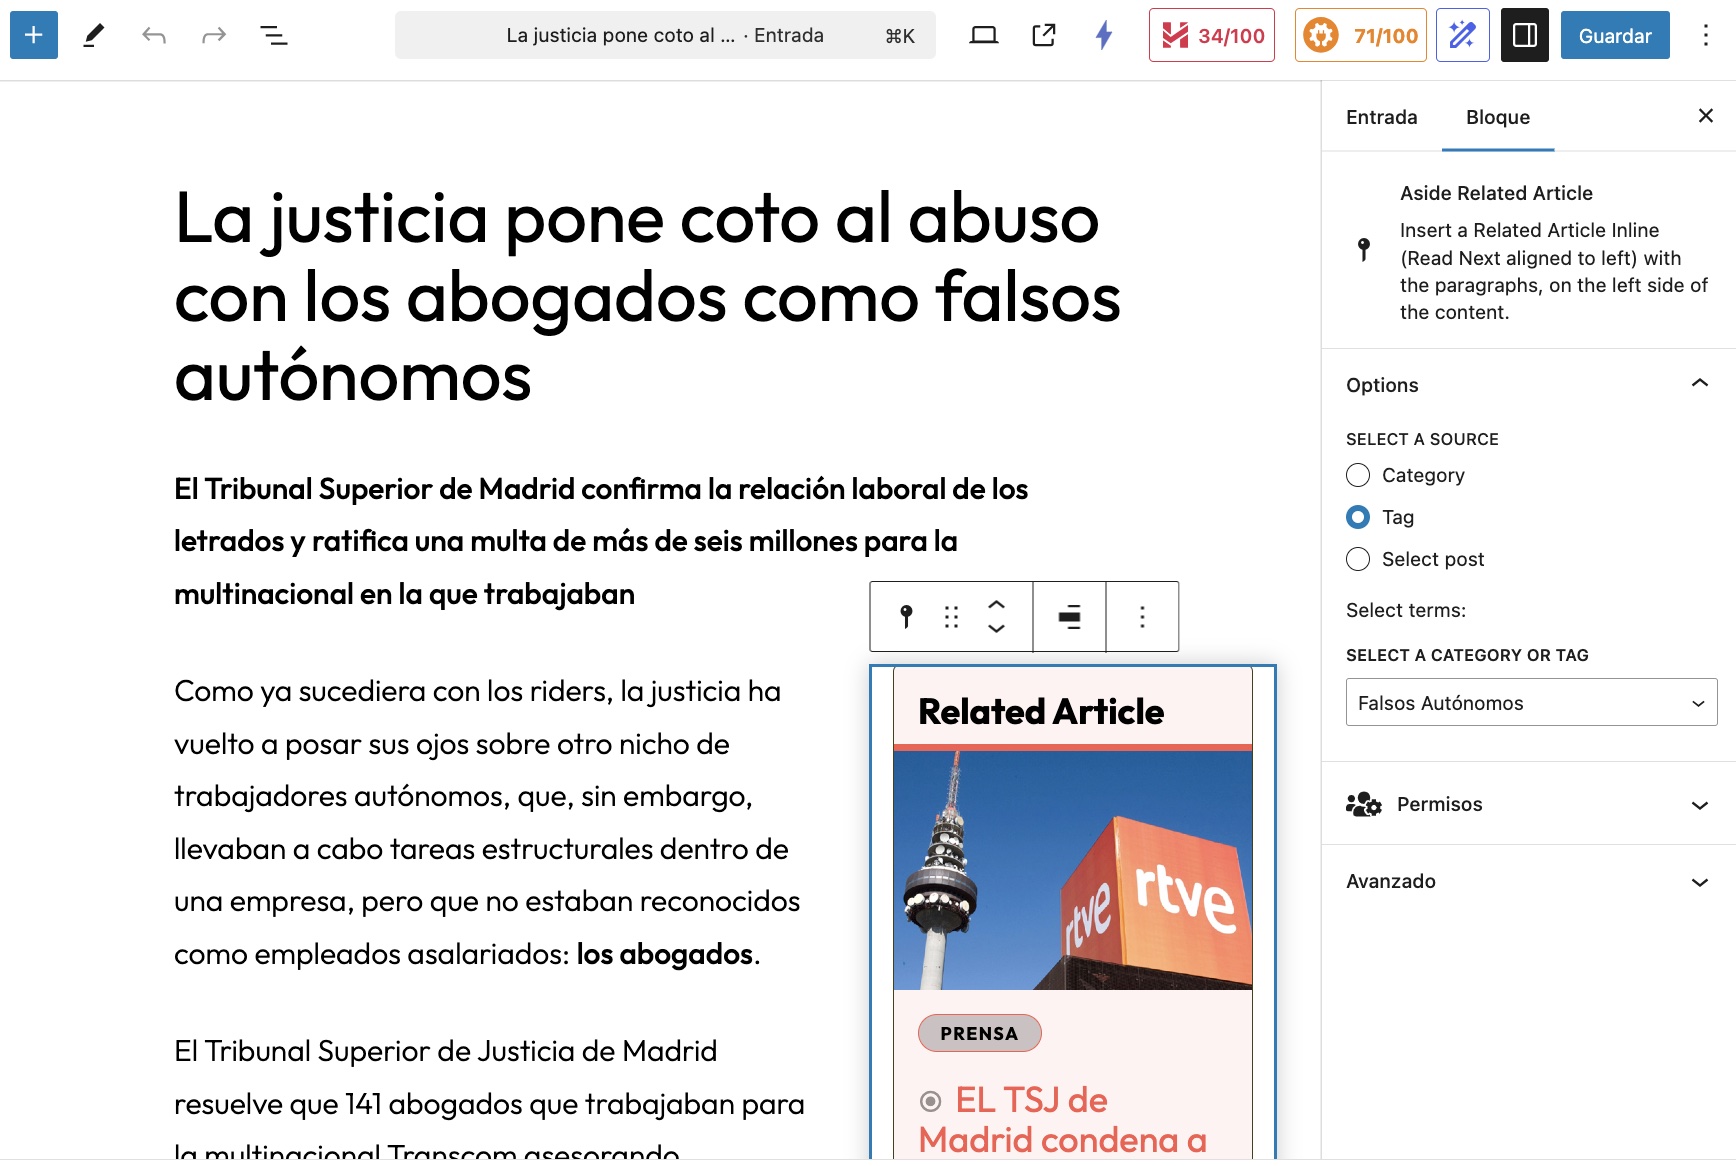 La justicia pone coto al ... · Entrada
⌘K
34/100
71/100
Guardar
La justicia pone coto al abuso
con los abogados como falsos
autónomos
El Tribunal Superior de Madrid confirma la relación laboral de los
letrados y ratifica una multa de más de seis millones para la
multinacional en la que trabajaban
Como ya sucediera con los riders, la justicia ha
vuelto a posar sus ojos sobre otro nicho de
trabajadores autónomos, que, sin embargo,
llevaban a cabo tareas estructurales dentro de
una empresa, pero que no estaban reconocidos
como empleados asalariados: los abogados.
El Tribunal Superior de Justicia de Madrid
resuelve que 141 abogados que trabajaban para
la multinacional Transcom asesorando
Related Article
rtve
rtve
PRENSA
EL TSJ de
Madrid condena a
Entrada
Bloque
Aside Related Article
Insert a Related Article Inline
(Read Next aligned to left) with
the paragraphs, on the left side of
the content.
Options
SELECT A SOURCE
Category
Tag
Select post
Select terms:
SELECT A CATEGORY OR TAG
Falsos Autónomos
Permisos
Avanzado